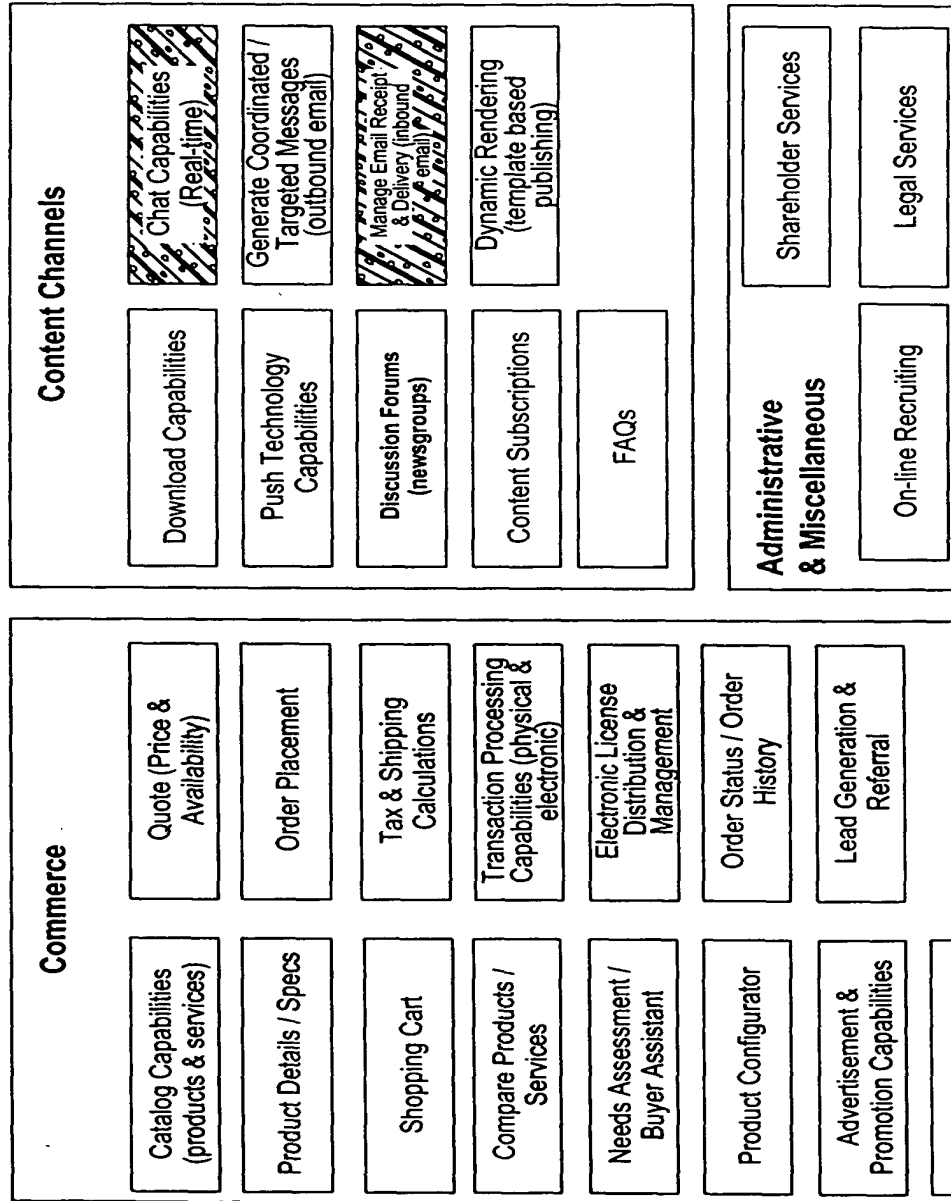 Commerce
Catalog Capabilities
(products & services)
Quote (Price &
Availability)
Product Details / Specs
Order Placement
Shopping Cart
Tax & Shipping
Calculations
Compare Products /
Services
Transaction Processing
Capabilities (physical &
electronic)
Needs Assessment /
Buyer Assistant
Electronic License
Distribution &
Management
Product Configurator
Order Status / Order
History
Advertisement &
Promotion Capabilities
Lead Generation &
Referral
Content Channels
Download Capabilities
Chat Capabilities
(Real-time)
Push Technology
Capabilities
Generate Coordinated /
Targeted Messages
(outbound email)
Discussion Forums
(newsgroups)
Manage Email Receipt
& Delivery (inbound
email)
Content Subscriptions
Dynamic Rendering
(template based
publishing)
FAQs
Administrative
& Miscellaneous
Shareholder Services
On-line Recruiting
Legal Services